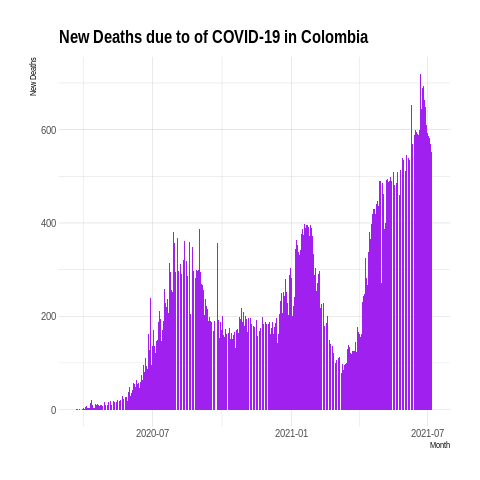 New Deaths due to of COVID-19 in Colombia
New Deaths
600
400
200
0
2020-07
2021-01
2021-07
Month